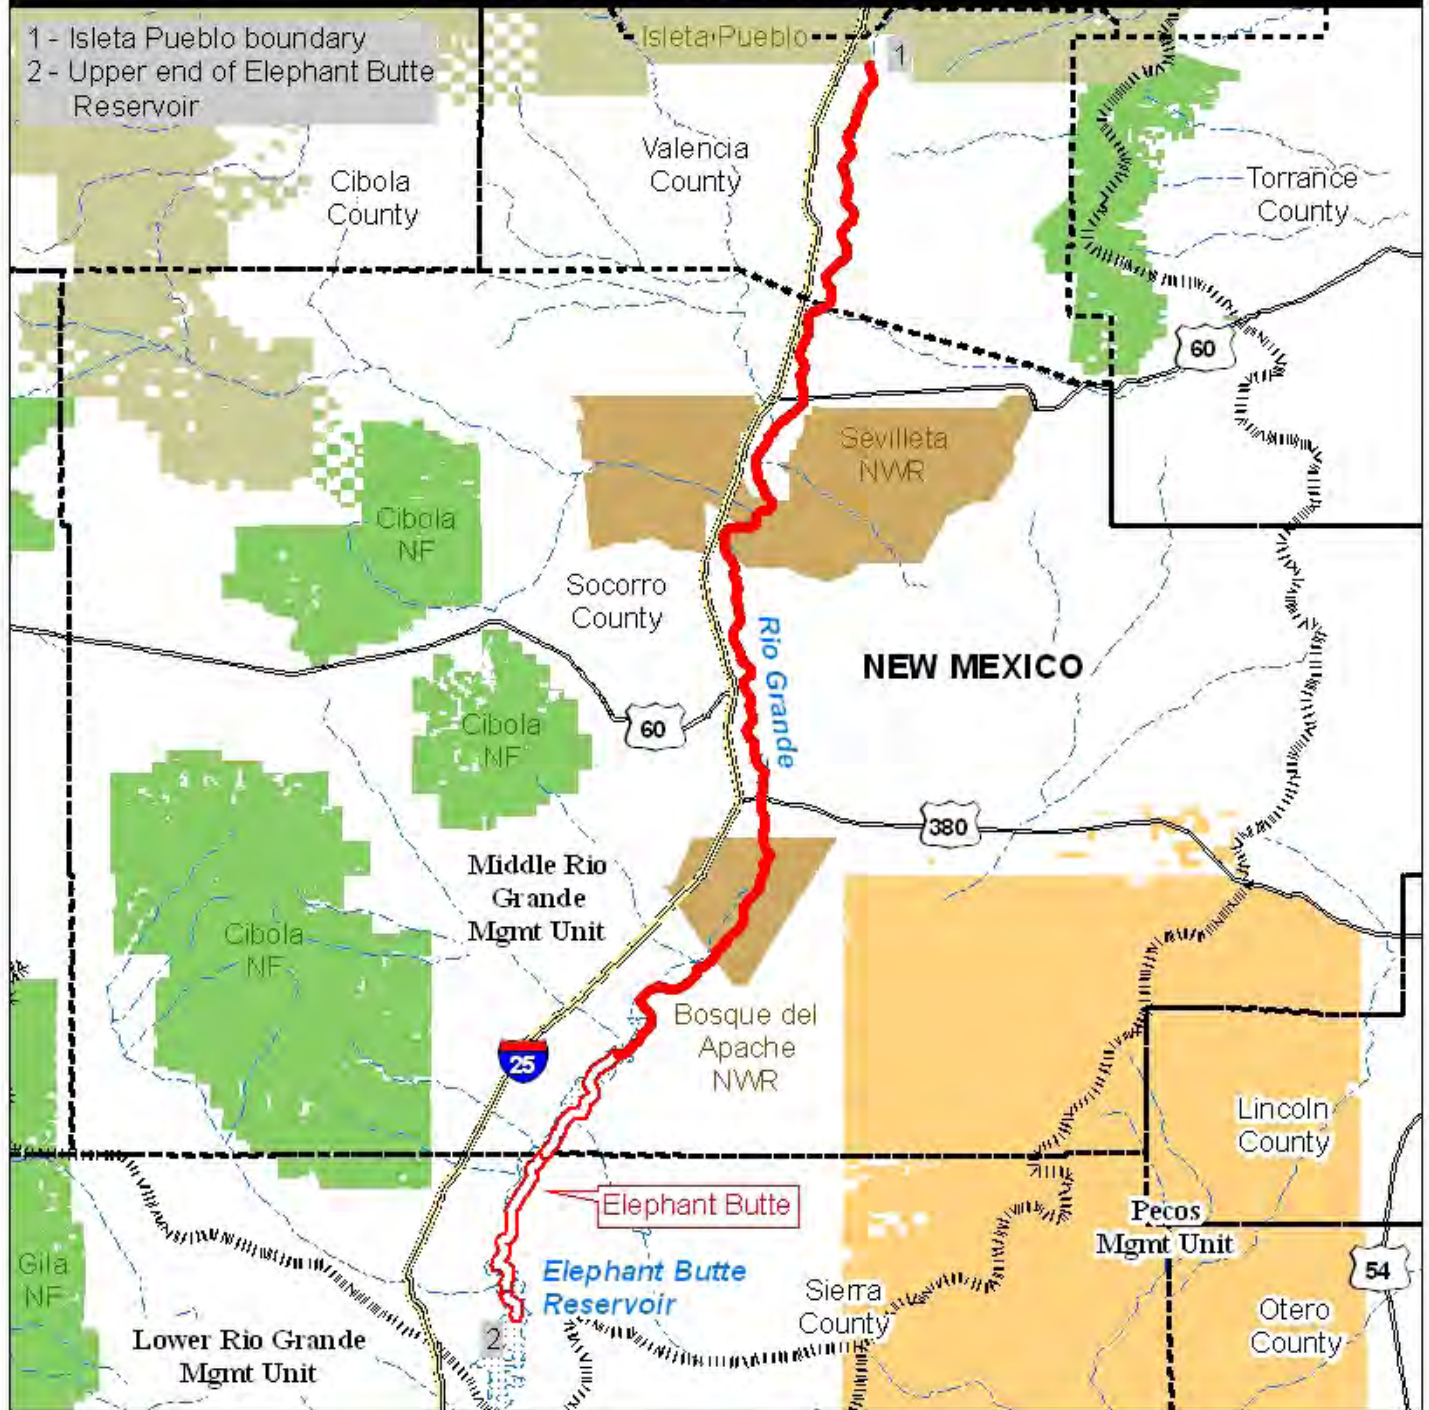 1 - Isleta Pueblo boundary
2 - Upper end of Elephant Butte
Reservoir
Isleta Pueblo
1
Valencia
County
Cibola
County
Torrance
County
60
Sevilleta
NWR
Cibola
NF
Socorro
County
Rio Grande
NEW MEXICO
Cibola
NF
60
380
Middle Rio
Grande
Mgmt Unit
Cibola
NF
Bosque del
Apache
NWR
25
Lincoln
County
Elephant Butte
Pecos
Mgmt Unit
Gila
NF
Elephant Butte
Reservoir
Sierra
County
54
Otero
County
2
Lower Rio Grande
Mgmt Unit